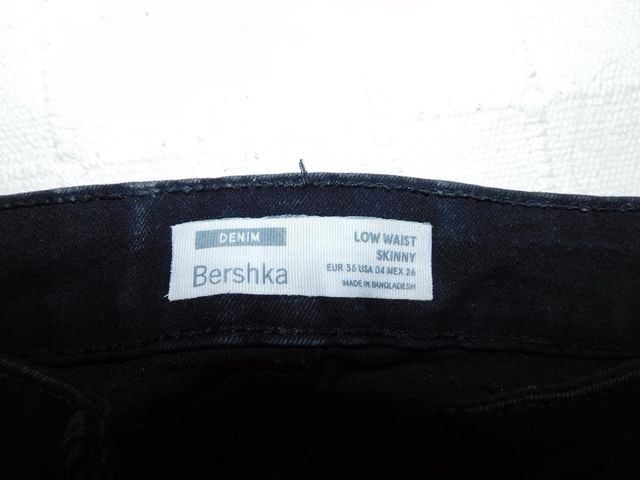 DENIM
Bershka
LOW WAIST
SKINNY
EUR 36 USA 04 MEX 26
MADE IN BANGLADESH